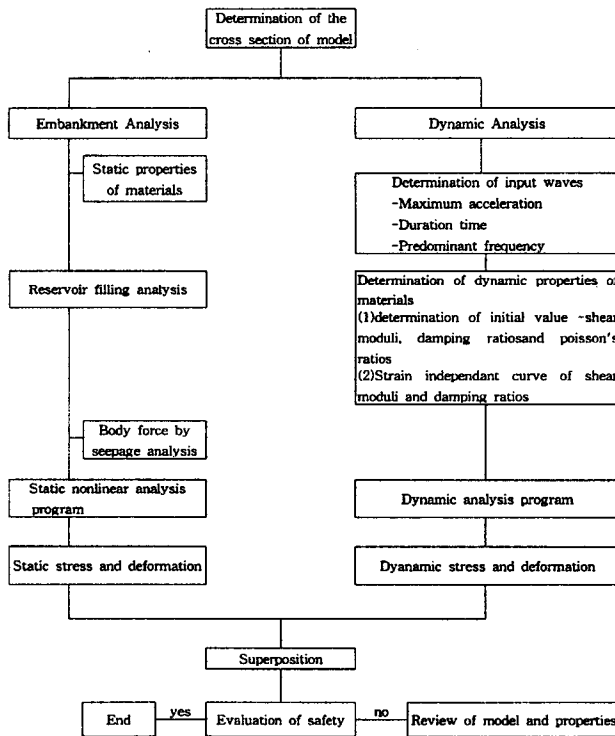 Determination of the
cross section of model
Embankment Analysis
Static properties
of materials
Reservoir filling analysis
Body force by
seepage analysis
Static nonlinear analysis
program
Static stress and deformation
Dynamic Analysis
Determination of input waves
-Maximum acceleration
-Duration time
-Predominant frequency
Determination of dynamic properties of
materials
(1)determination of initial value -shear
moduli, damping ratiosand poisson's
ratios
(2)Strain independant curve of shear
moduli and damping ratios
Dynamic analysis program
Dyanamic stress and deformation
Superposition
End
yes
Evaluation of safety
no
Review of model and properties